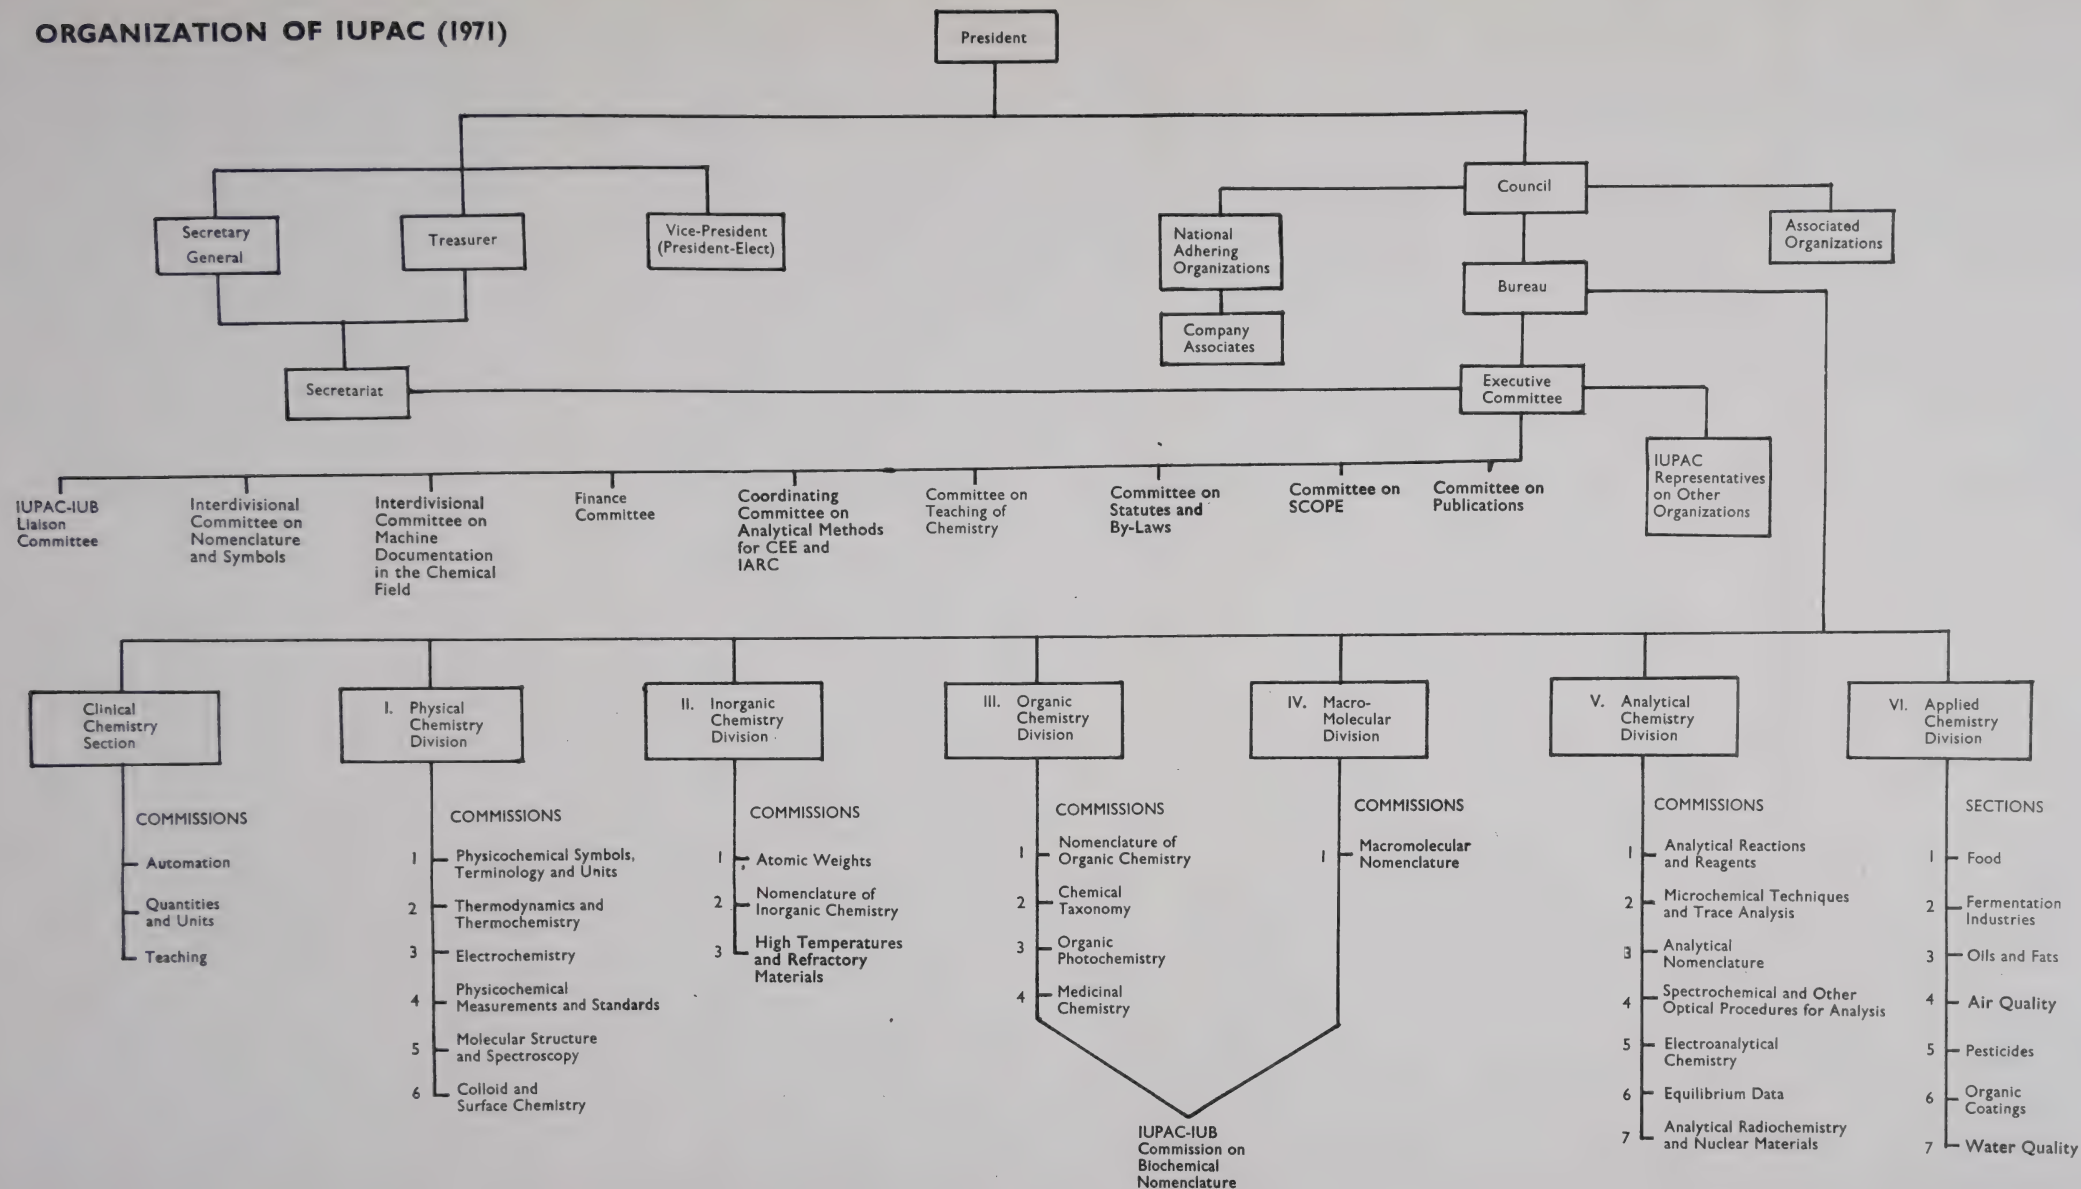 ORGANIZATION OF IUPAC (1971)
President
Secretary
General
Treasurer
Vice-President
(President-Elect)
Council
National
Adhering
Organizations
Associated
Organizations
Bureau
Company
Associates
Secretariat
Executive
Committee
IUPAC
Representatives
on Other
Organizations
IUPAC-IUB
Liaison
Committee
Interdivisional
Committee on
Nomenclature
and Symbols
Interdivisional
Committee on
Machine
Documentation
in the Chemical
Field
Finance
Committee
Coordinating
Committee on
Analytical Methods
for CEE and
IARC
Committee on
Teaching of
Chemistry
Committee on
Statutes and
By-Laws
Committee on
SCOPE
Committee on
Publications
Clinical
Chemistry
Section
COMMISSIONS
Automation
Quantities
and Units
Teaching
I. Physical
Chemistry
Division
COMMISSIONS
1 Physicochemical Symbols,
Terminology and Units
2 Thermodynamics and
Thermochemistry
3 Electrochemistry
4 Physicochemical
Measurements and Standards
5 Molecular Structure
and Spectroscopy
6 Colloid and
Surface Chemistry
II. Inorganic
Chemistry
Division
COMMISSIONS
1 Atomic Weights
2 Nomenclature of
Inorganic Chemistry
3 High Temperatures
and Refractory
Materials
III. Organic
Chemistry
Division
COMMISSIONS
1 Nomenclature of
Organic Chemistry
2 Chemical
Taxonomy
3 Organic
Photochemistry
4 Medicinal
Chemistry
IV. Macro-
Molecular
Division
COMMISSIONS
1 Macromolecular
Nomenclature
IUPAC-IUB
Commission on
Biochemical
Nomenclature
V. Analytical
Chemistry
Division
COMMISSIONS
1 Analytical Reactions
and Reagents
2 Microchemical Techniques
and Trace Analysis
3 Analytical
Nomenclature
4 Spectrochemical and Other
Optical Procedures for Analysis
5 Electroanalytical
Chemistry
6 Equilibrium Data
7 Analytical Radiochemistry
and Nuclear Materials
VI. Applied
Chemistry
Division
SECTIONS
1 Food
2 Fermentation
Industries
3 Oils and Fats
4 Air Quality
5 Pesticides
6 Organic
Coatings
7 Water Quality